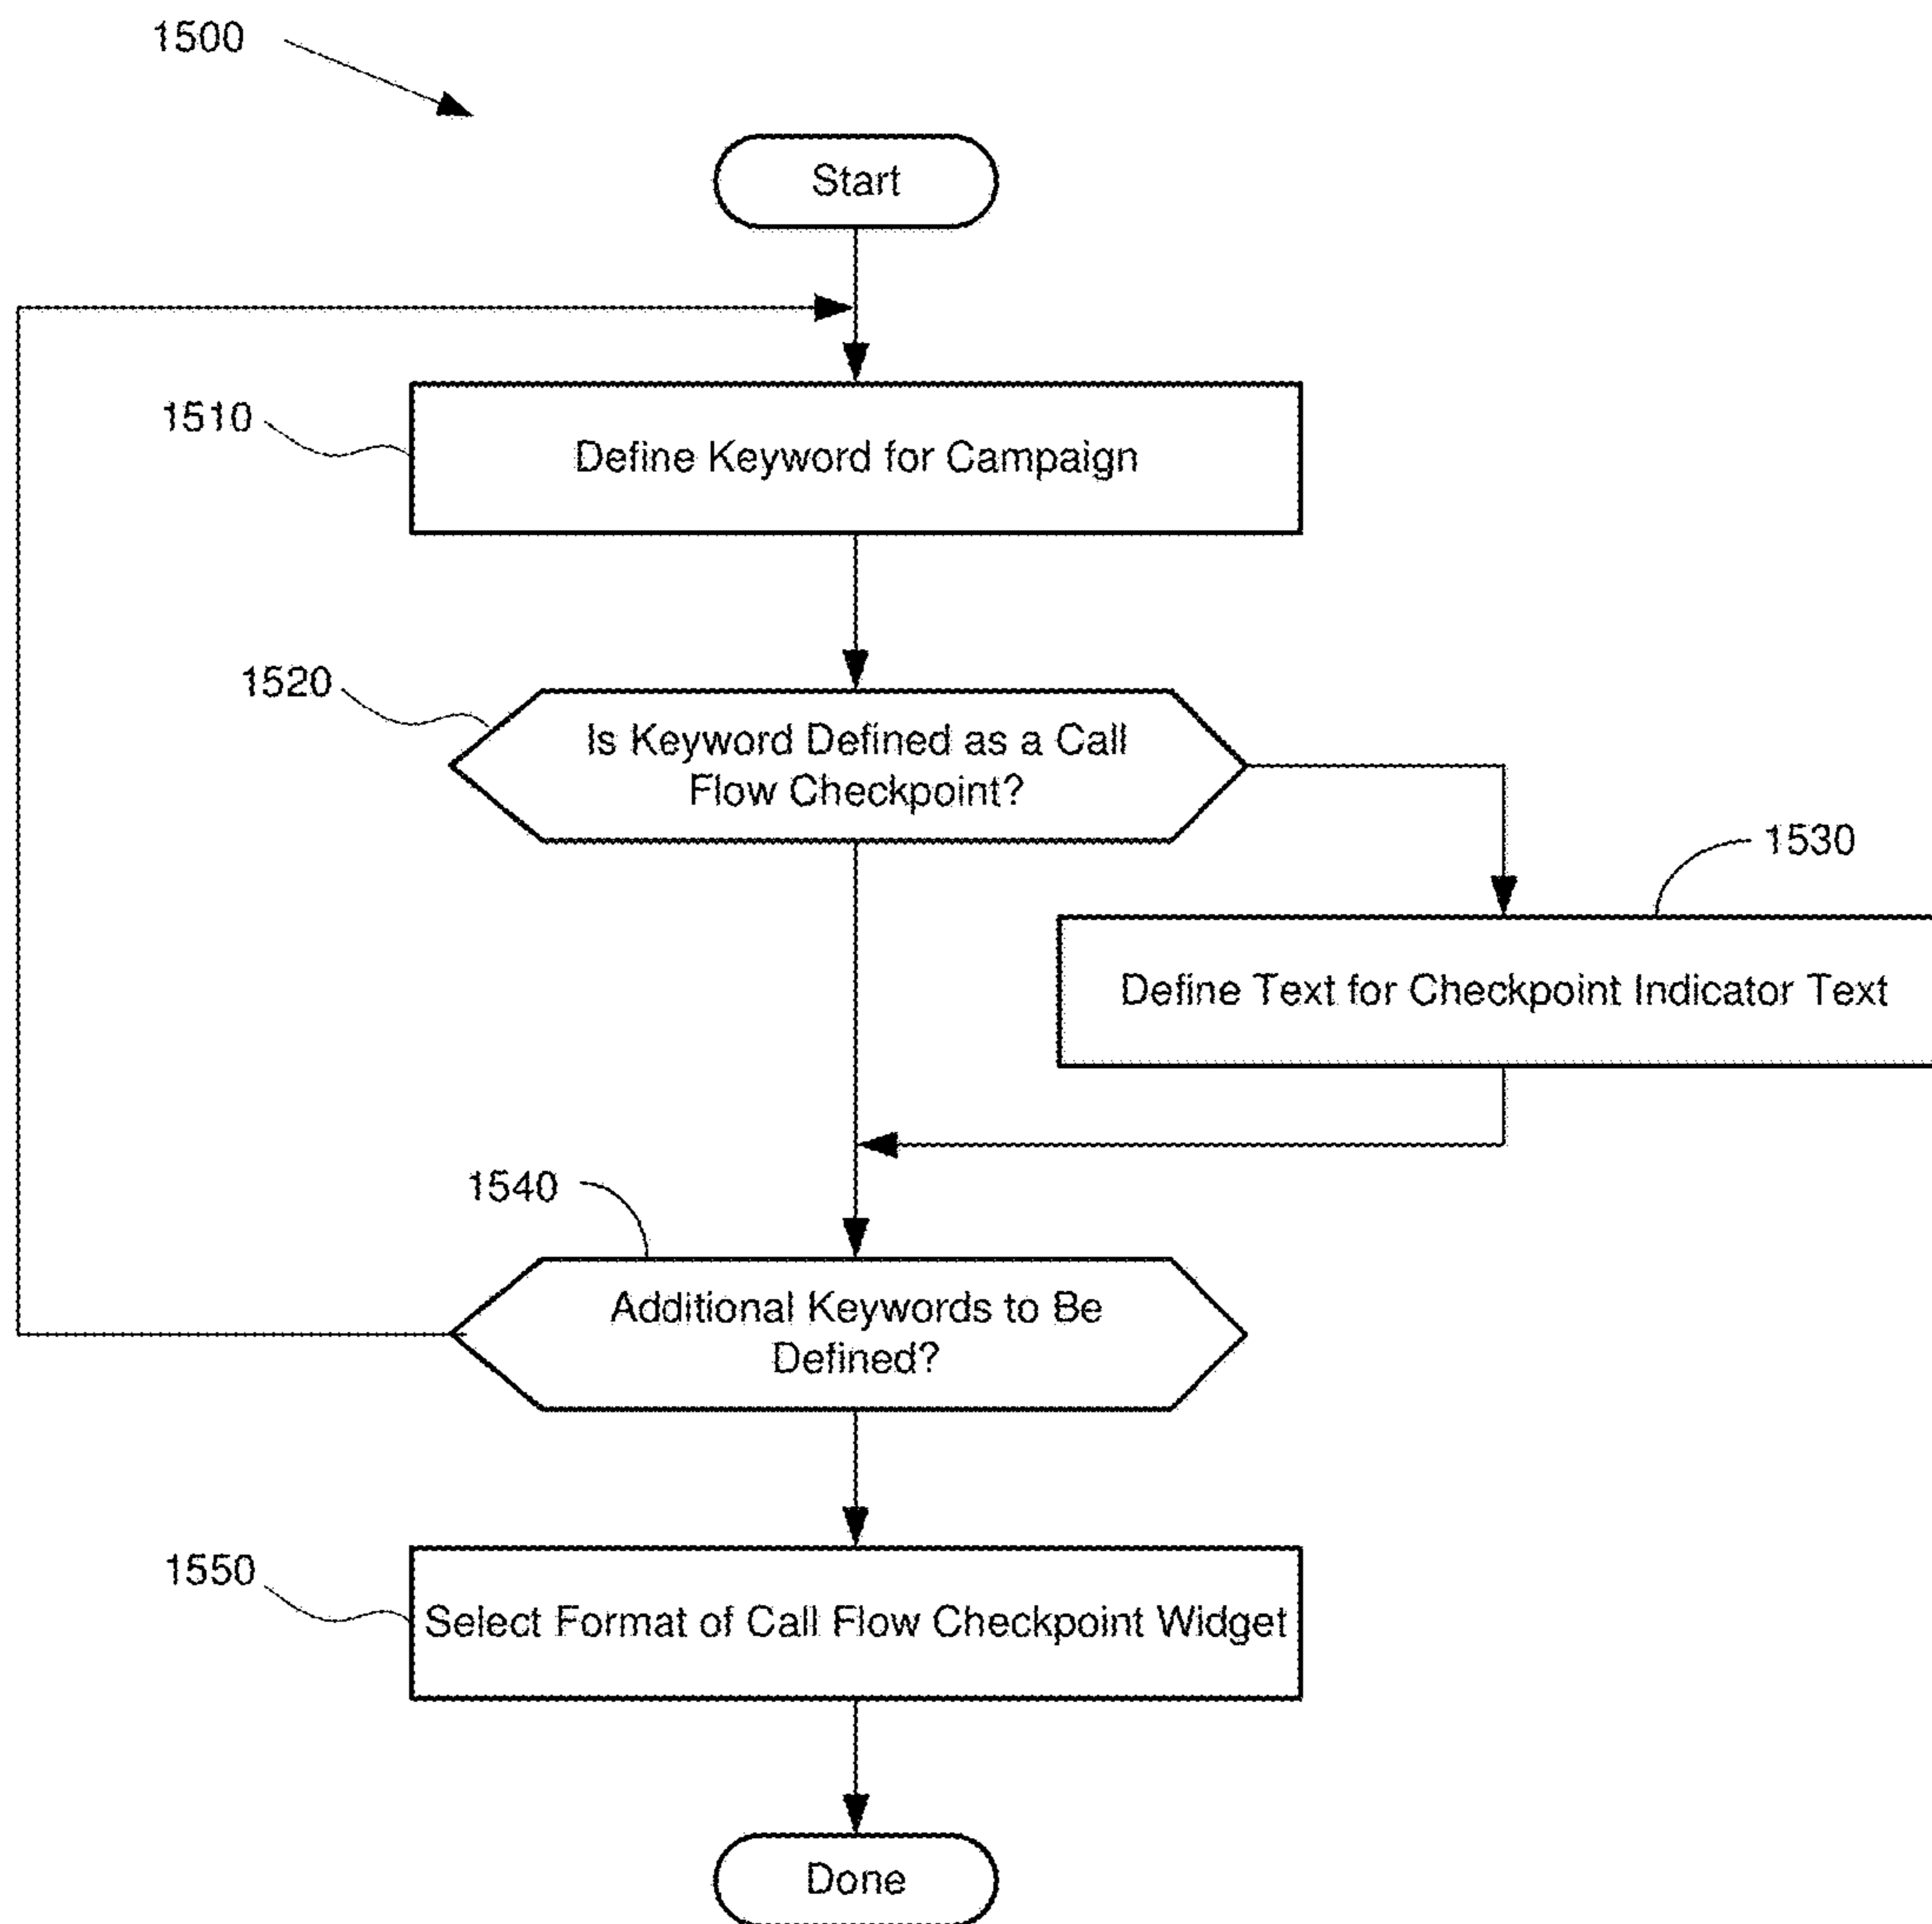 1500
Start
1510
Define Keyword for Campaign
1520
Is Keyword Defined as a Call
Flow Checkpoint?
1530
Define Text for Checkpoint Indicator Text
1540
Additional Keywords to Be
Defined?
1550
Select Format of Call Flow Checkpoint Widget
Done